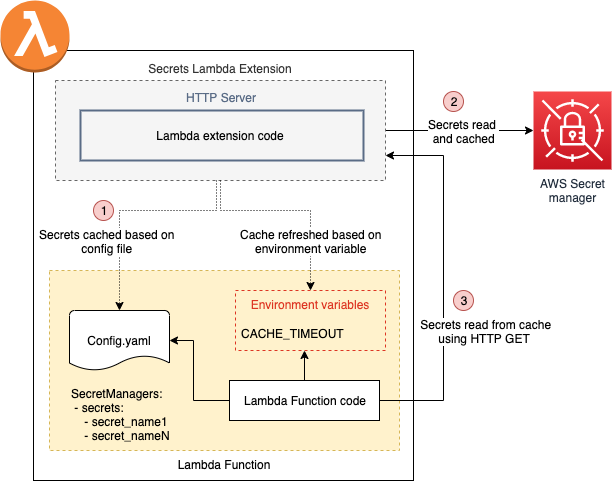 Secrets Lambda Extension
HTTP Server
Lambda extension code
2
Secrets read
and cached
AWS Secret
manager
1
Secrets cached based on
config file
Cache refreshed based on
environment variable
3
Secrets read from cache
using HTTP GET
Environment variables
CACHE_TIMEOUT
Config.yaml
SecretManagers:
- secrets:
- secret_name1
- secret_nameN
Lambda Function code
Lambda Function